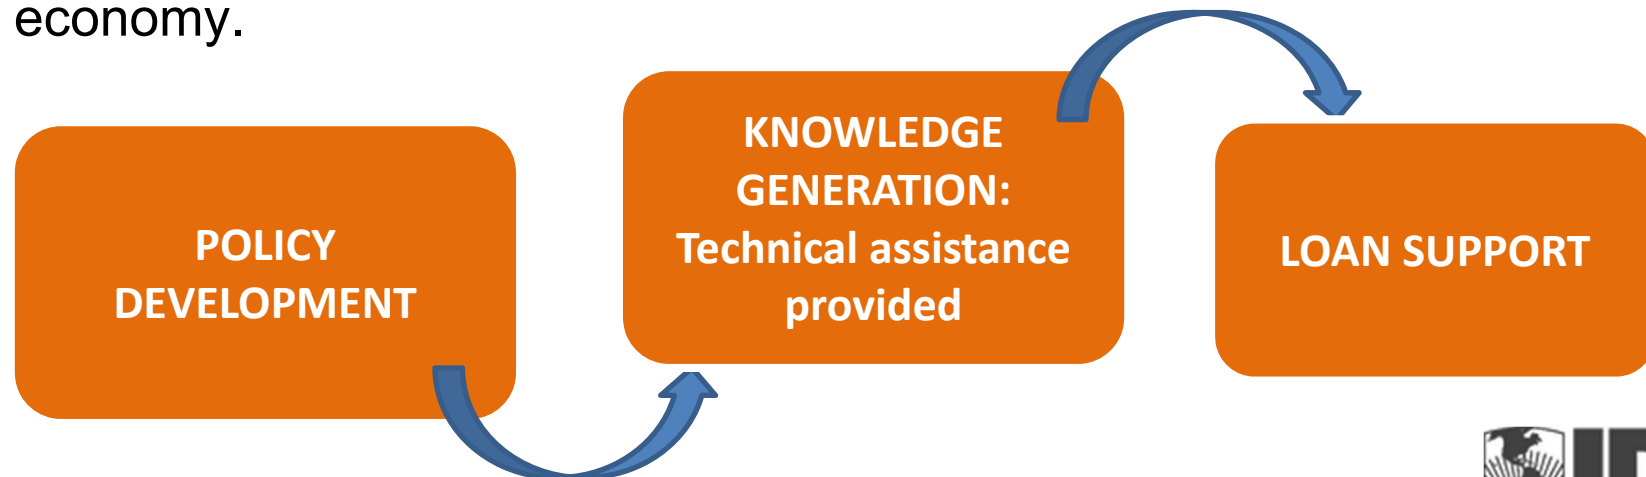 economy.
POLICY
DEVELOPMENT
KNOWLEDGE
GENERATION:
Technical assistance
provided
LOAN SUPPORT